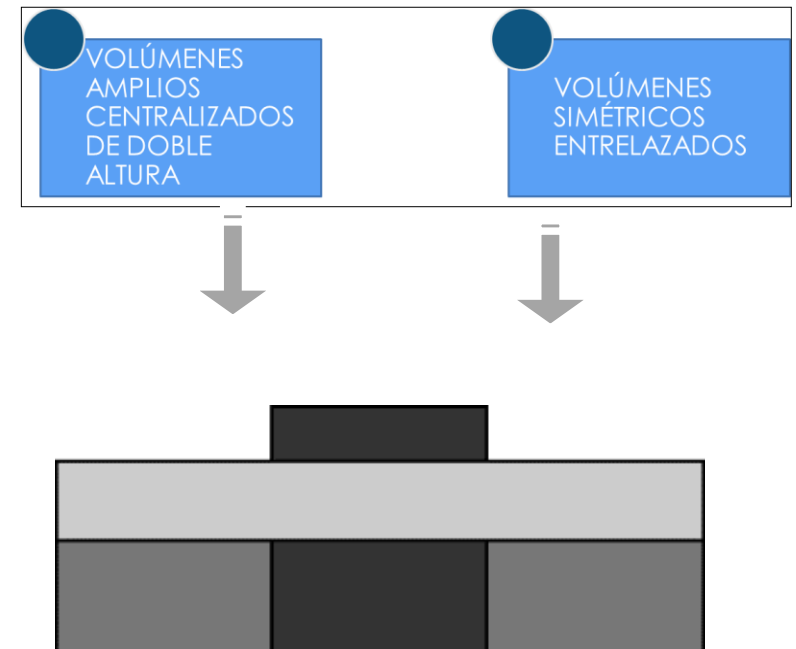 VOLÚMENES
AMPLIOS
CENTRALIZADOS
DE DOBLE
ALTURA
VOLÚMENES
SIMÉTRICOS
ENTRELAZADOS